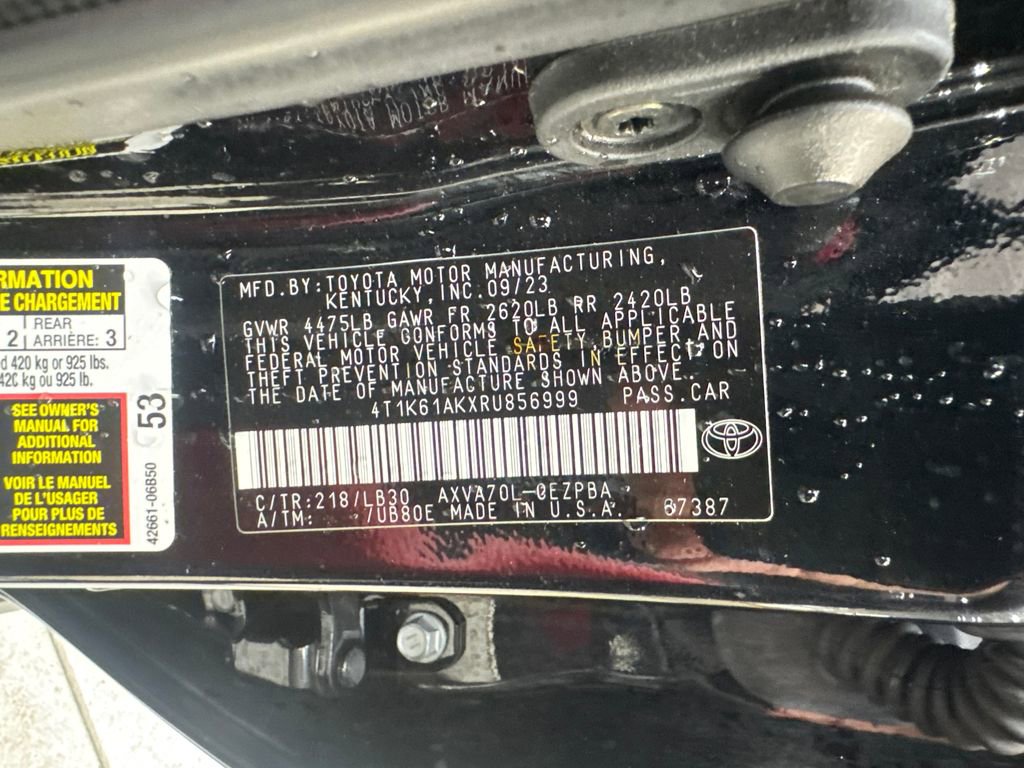 RMATION
E CHARGEMENT
2 REAR ARRIÈRE: 3
d 420 kg or 925 lbs.
420 kg ou 925 lb.
SEE OWNER'S
MANUAL FOR
ADDITIONAL
INFORMATION
VOIR LE MANUEL
DE L'USAGER
POUR PLUS DE
RENSEIGNEMENTS
53
42661-06B50
MFD.BY:TOYOTA MOTOR MANUFACTURING,
KENTUCKY, INC. 09/23
GVWR 4475LB GAWR FR 2620LB RR 2420LB
THIS VEHICLE CONFORMS TO ALL APPLICABLE
FEDERAL MOTOR VEHICLE SAFETY, BUMPER, AND
THEFT PREVENTION STANDARDS IN EFFECT ON
THE DATE OF MANUFACTURE SHOWN ABOVE.
4T1K61AKXRU856999 PASS.CAR
C/TR:218/LB30 AXVA70L-CEZPBA
A/TM: -7UB80E MADE IN U.S.A. 87387